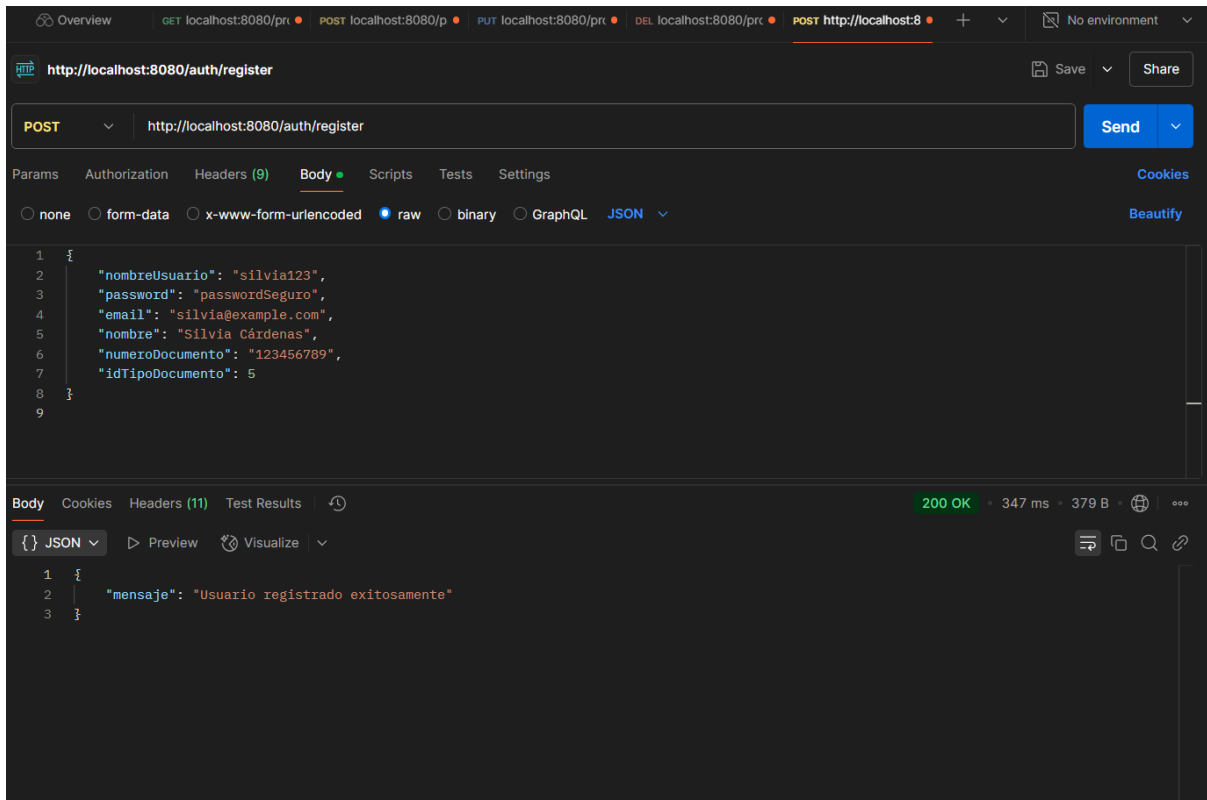 Overview GET localhost:8080/prc POST localhost:8080/p PUT localhost:8080/prc DEL localhost:8080/prc POST http://localhost:8 No environment
HTTP http://localhost:8080/auth/register Save Share
POST http://localhost:8080/auth/register Send
Params Authorization Headers (9) Body Scripts Tests Settings Cookies
none form-data x-www-form-urlencoded raw binary GraphQL JSON Beautify
1 {
2 "nombreUsuario": "silvia123",
3 "password": "passwordSeguro",
4 "email": "silvia@example.com",
5 "nombre": "Silvia Cárdenas",
6 "numeroDocumento": "123456789",
7 "idTipoDocumento": 5
8 }
9
Body Cookies Headers (11) Test Results 200 OK 347 ms 379 B
{} JSON Preview Visualize
1 {
2 "mensaje": "Usuario registrado exitosamente"
3 }